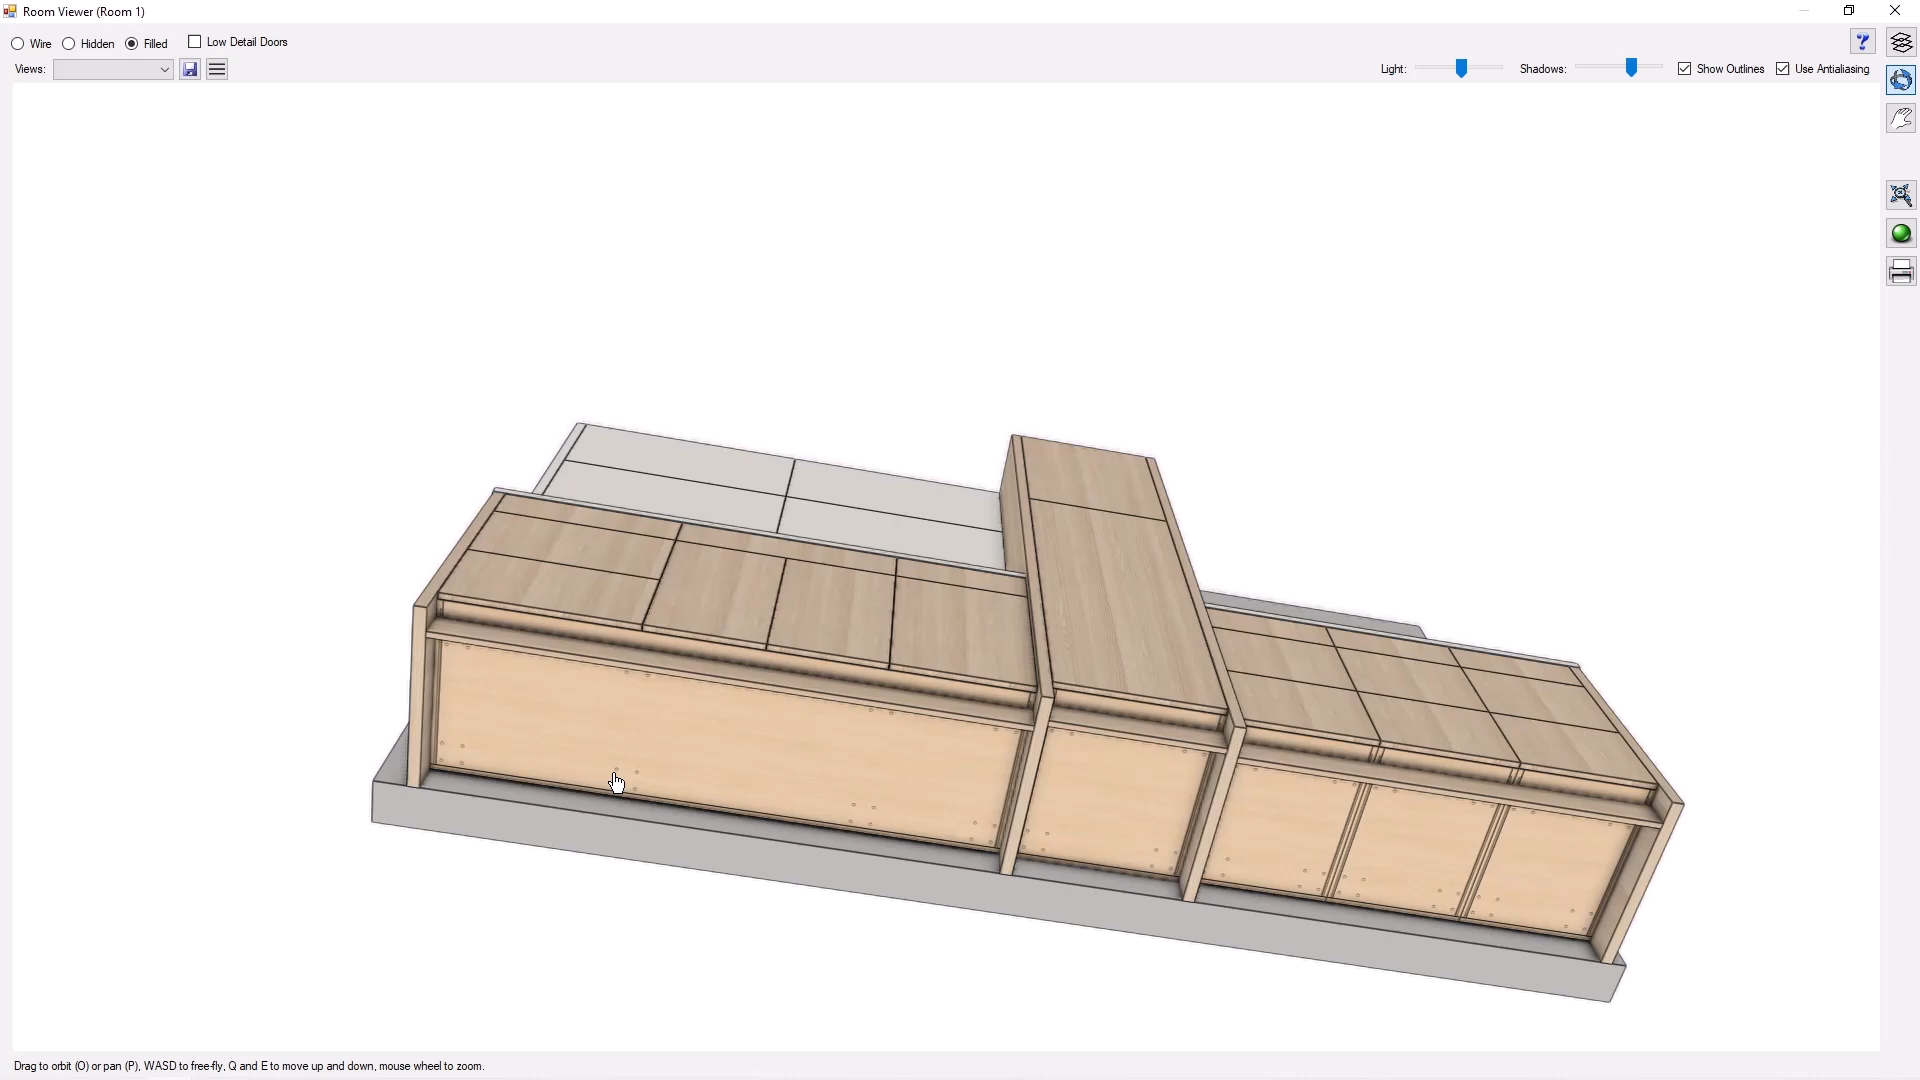 Room Viewer (Room 1)
Wire Hidden Filled Low Detail Doors
?
Views: Light: Shadows: Show Outlines Use Antialiasing
Drag to orbit (O) or pan (P), WASD to free-fly, Q and E to move up and down, mouse wheel to zoom.